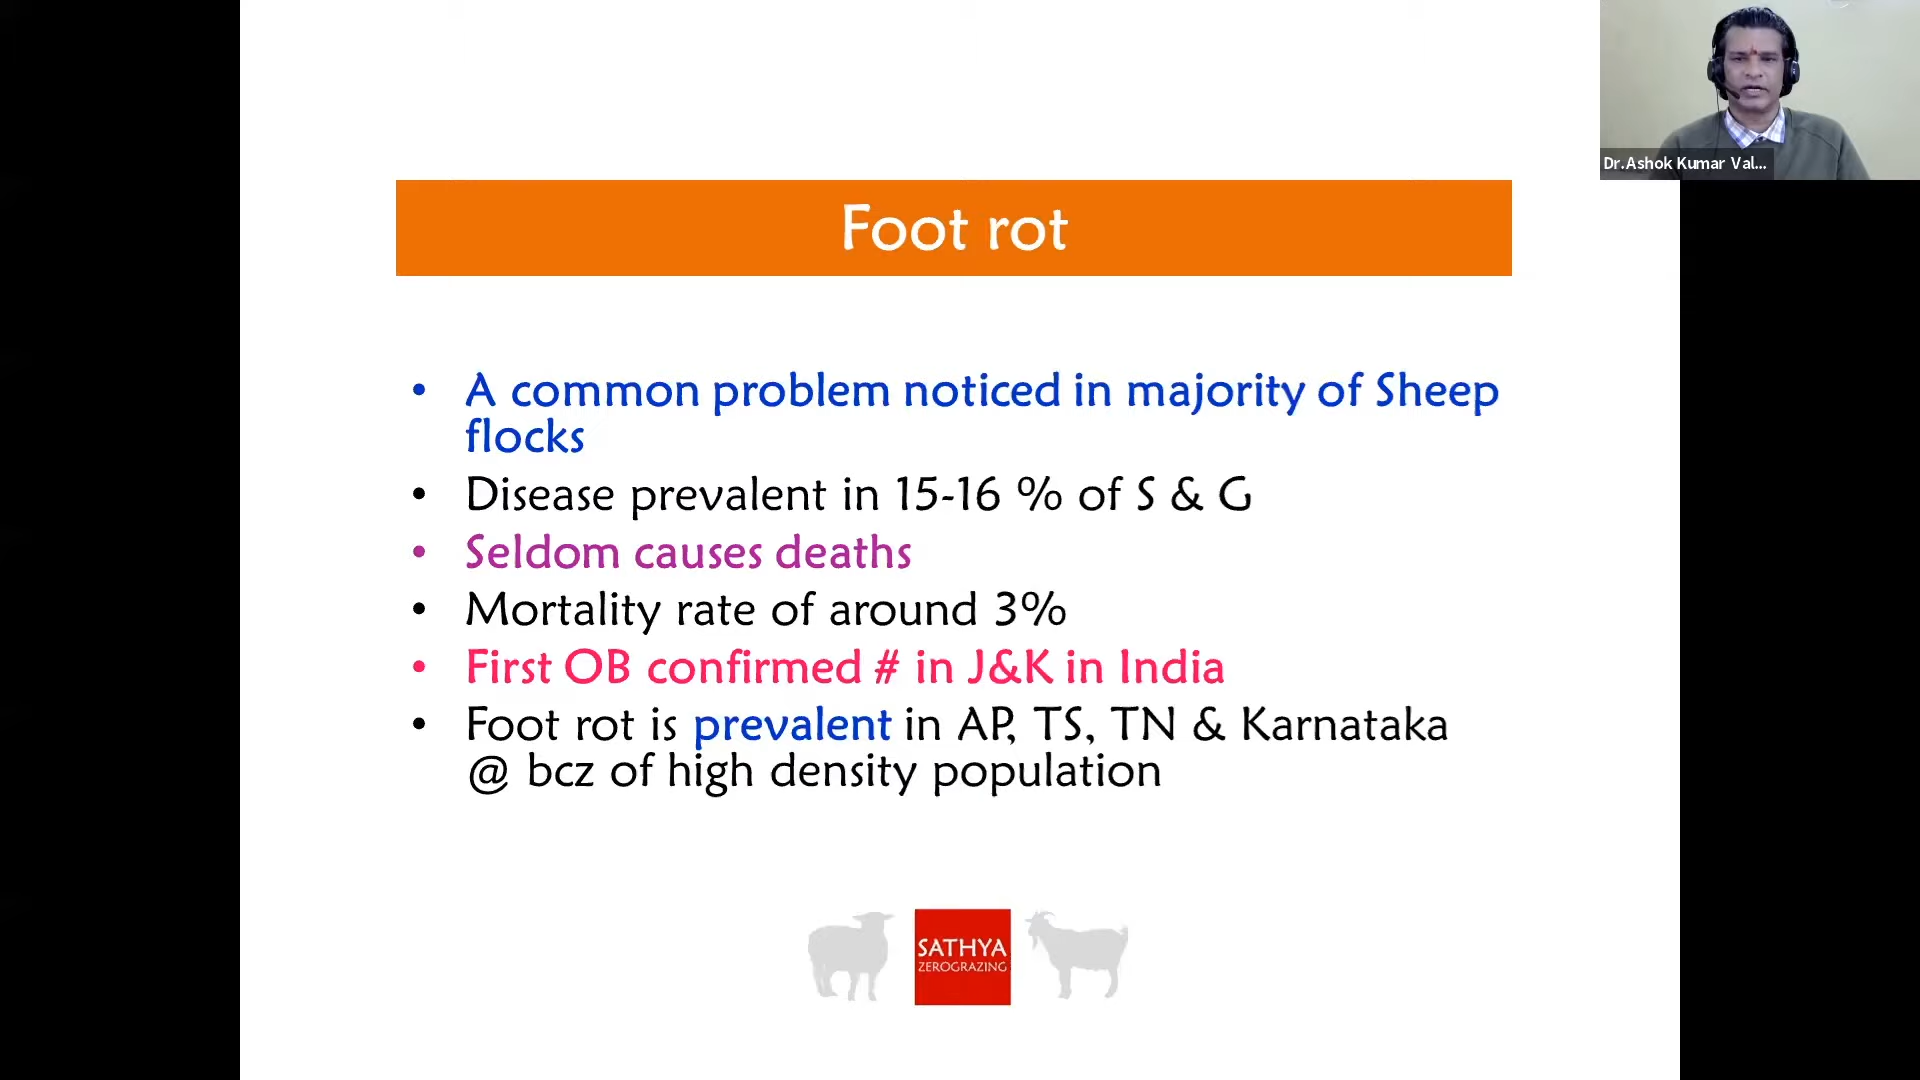 Dr.Ashok Kumar Val...
Foot rot
• A common problem noticed in majority of Sheep
flocks
• Disease prevalent in 15-16 % of S & G
• Seldom causes deaths
• Mortality rate of around 3%
• First OB confirmed # in J&K in India
• Foot rot is prevalent in AP, TS, TN & Karnataka
@ bcz of high density population
SATHYA
ZEROGRAZING